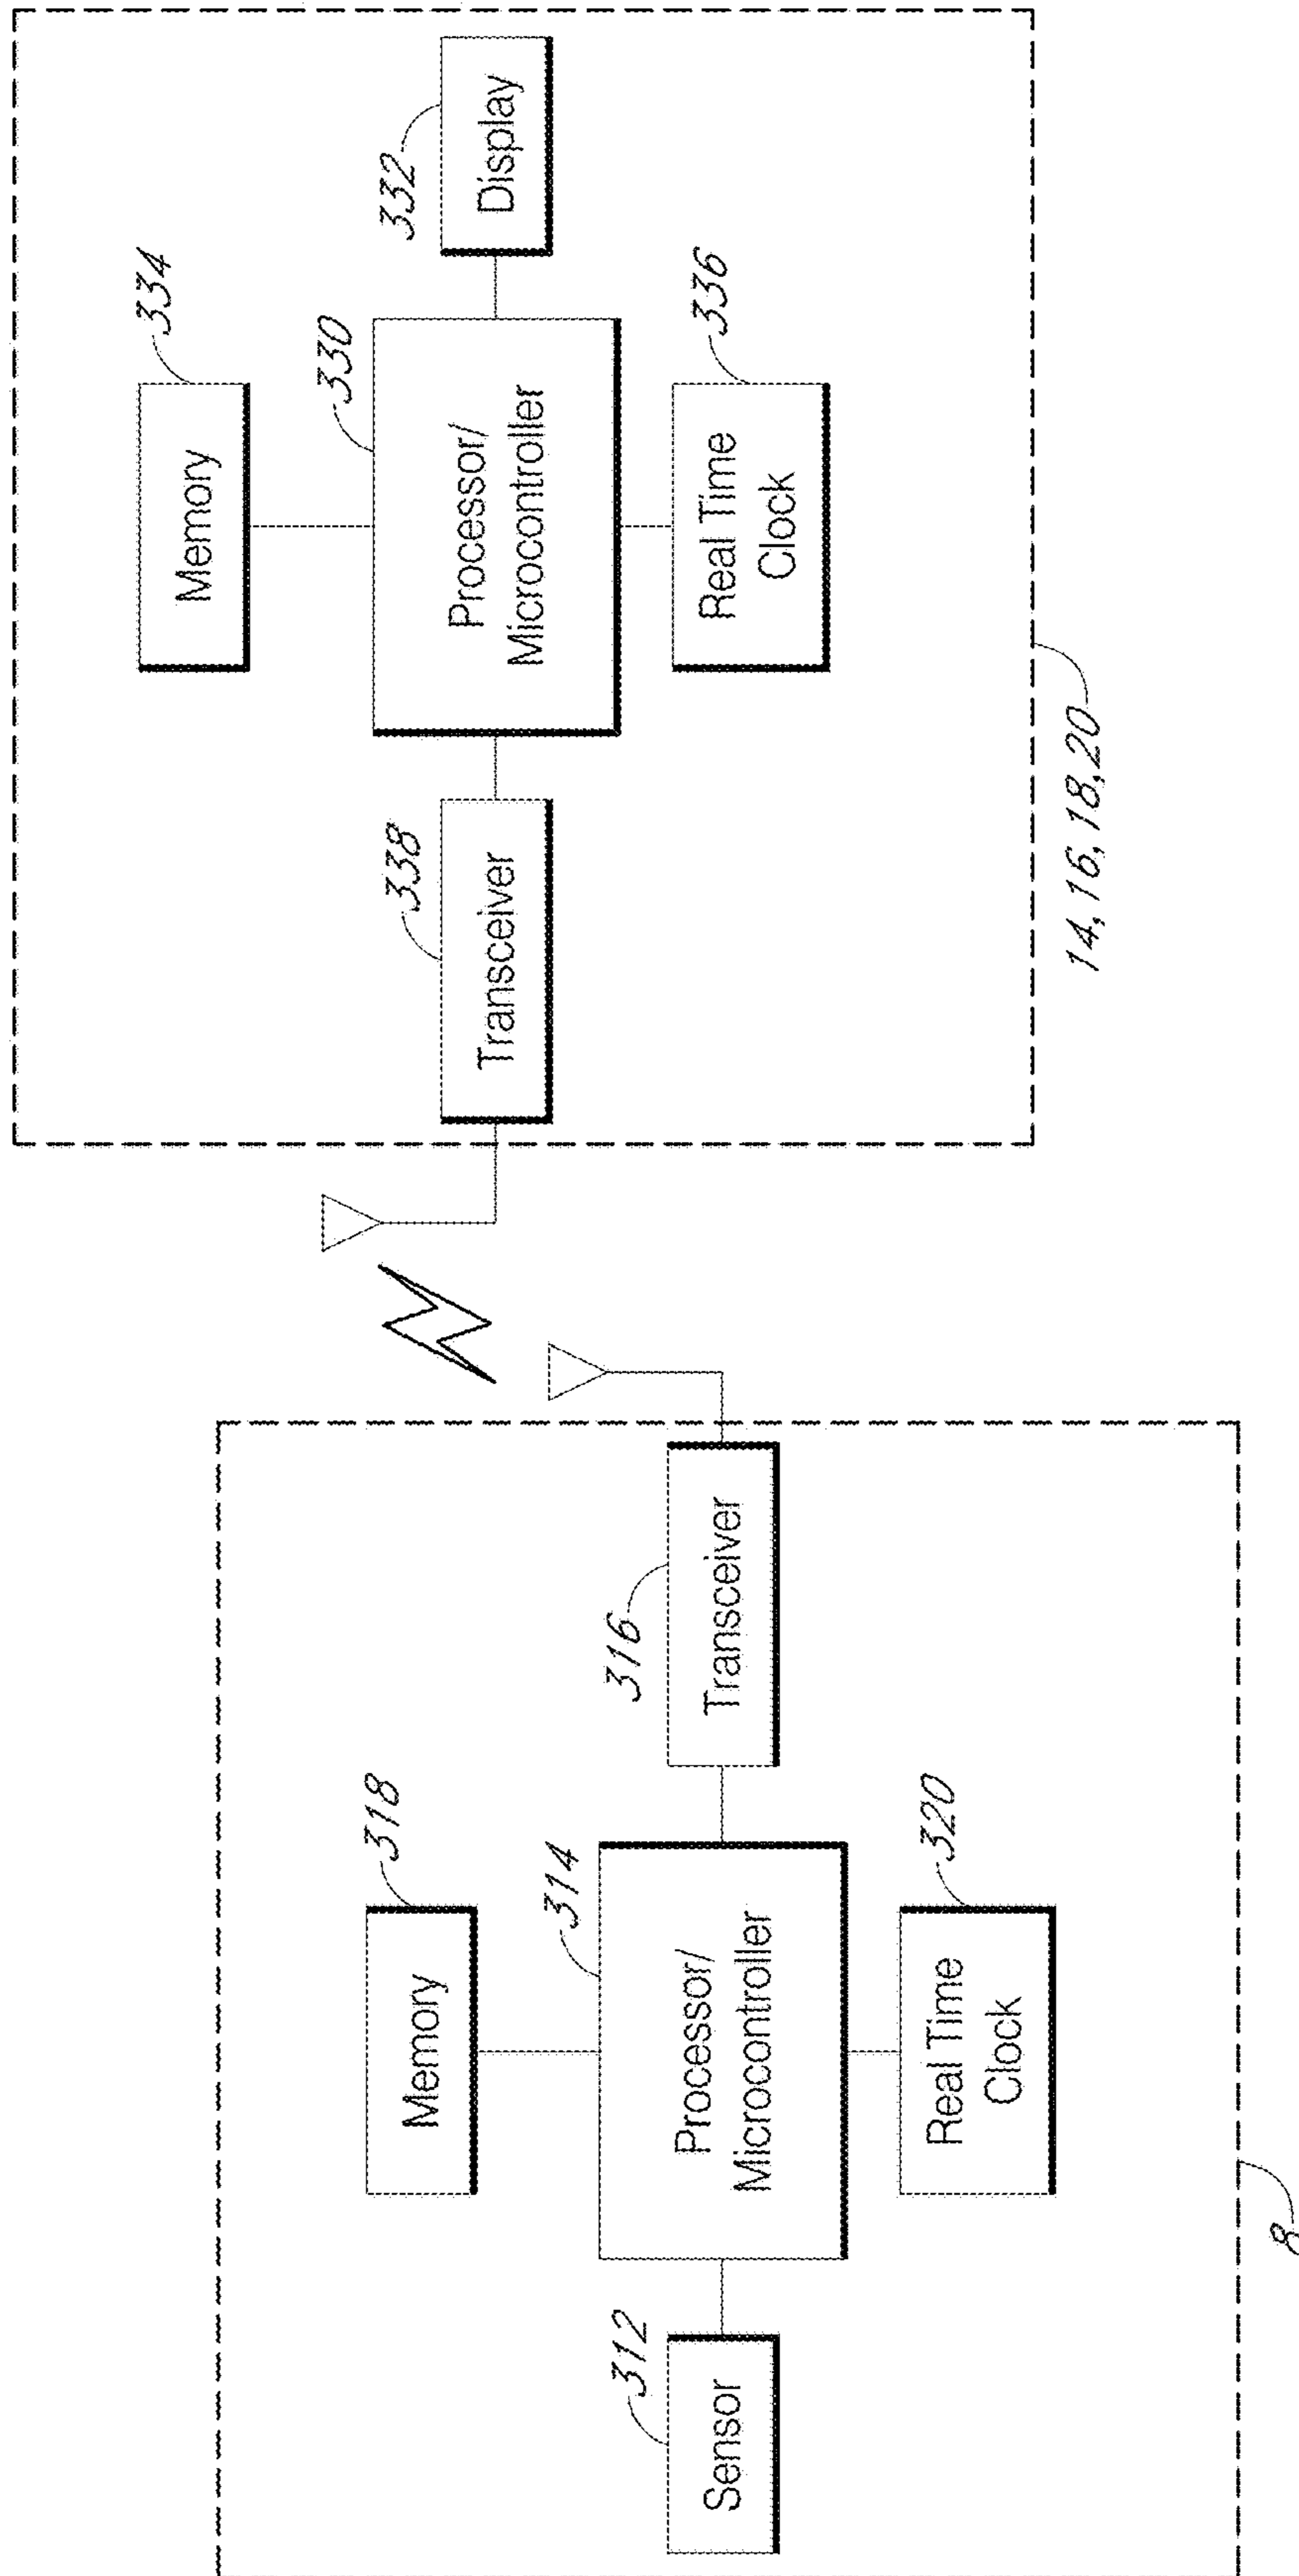 318
Memory
314
Processor/
Microcontroller
312
Sensor
316
Transceiver
320
Real Time
Clock
8
334
Memory
330
Processor/
Microcontroller
338
Transceiver
332
Display
336
Real Time
Clock
14, 16, 18, 20